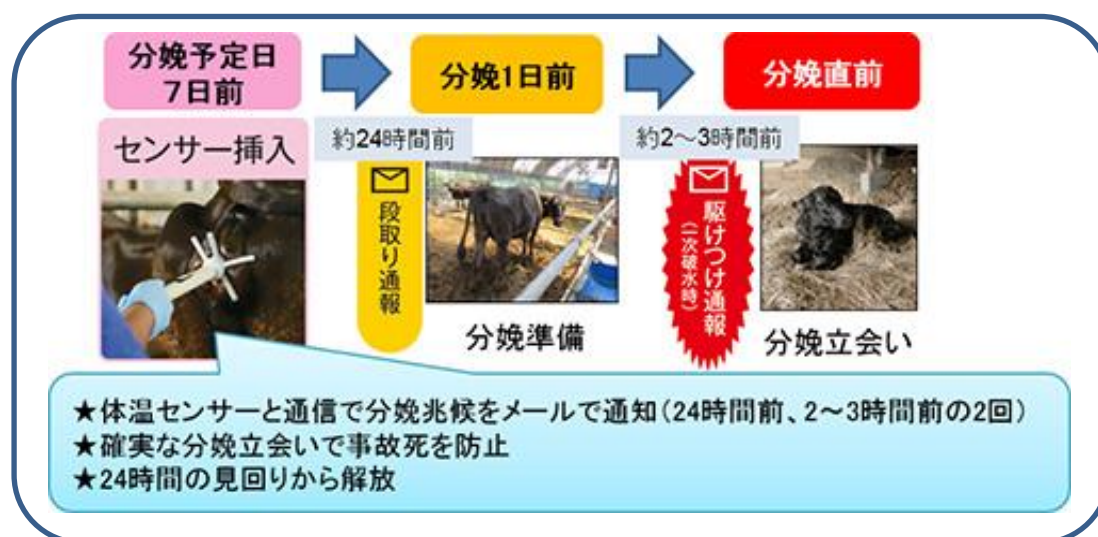 分娩予定日
7日前
分娩1日前
分娩直前
センサー挿入
約24時間前
段取り通報
分娩準備
約2～3時間前
駆けつけ通報
(一次破水時)
分娩立会い
★体温センサーと通信で分娩兆候をメールで通知(24時間前、2～3時間前の2回)
★確実な分娩立会いで事故死を防止
★24時間の見回りから解放